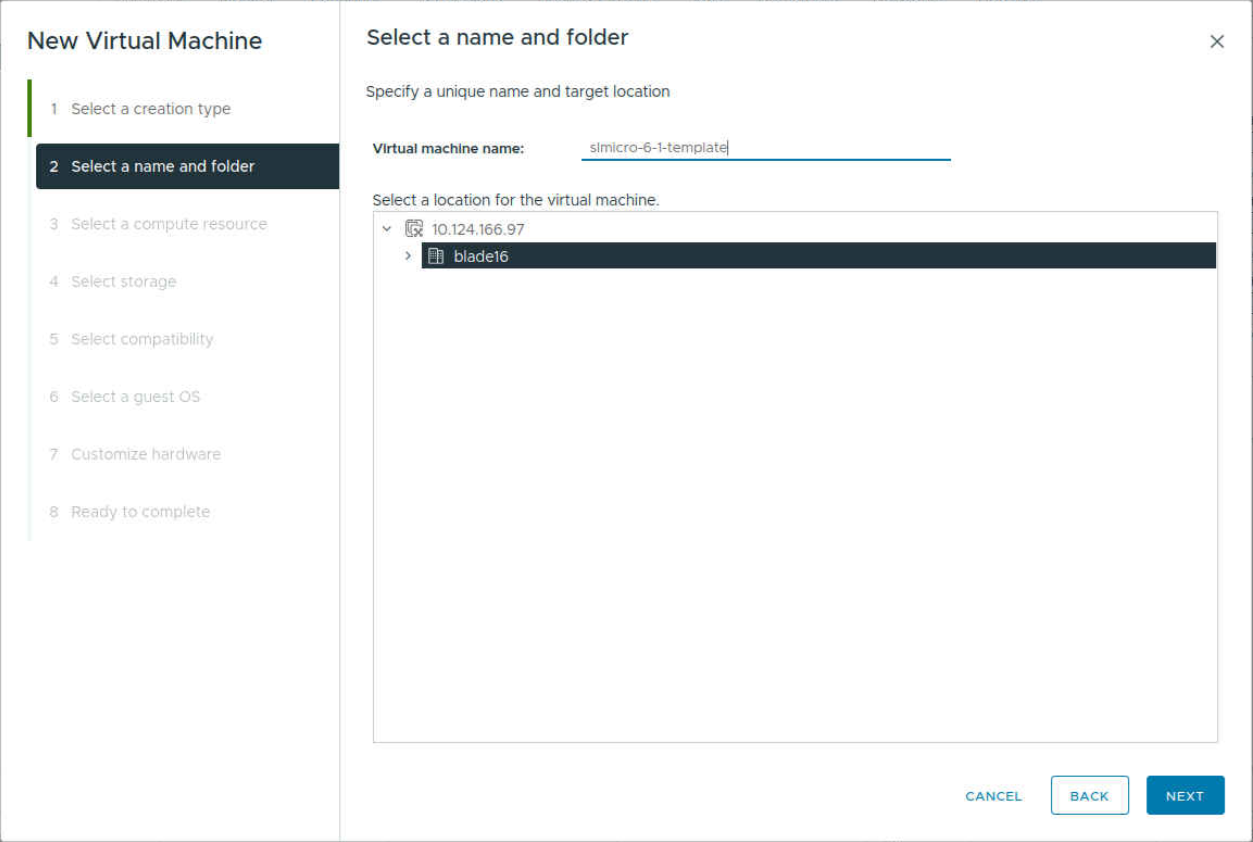 New Virtual Machine
1 Select a creation type
2 Select a name and folder
3 Select a compute resource
4 Select storage
5 Select compatibility
6 Select a guest OS
7 Customize hardware
8 Ready to complete
Select a name and folder
Specify a unique name and target location
Virtual machine name: slmicro-6-1-template
Select a location for the virtual machine.
10.124.166.97
blade16
CANCEL BACK NEXT